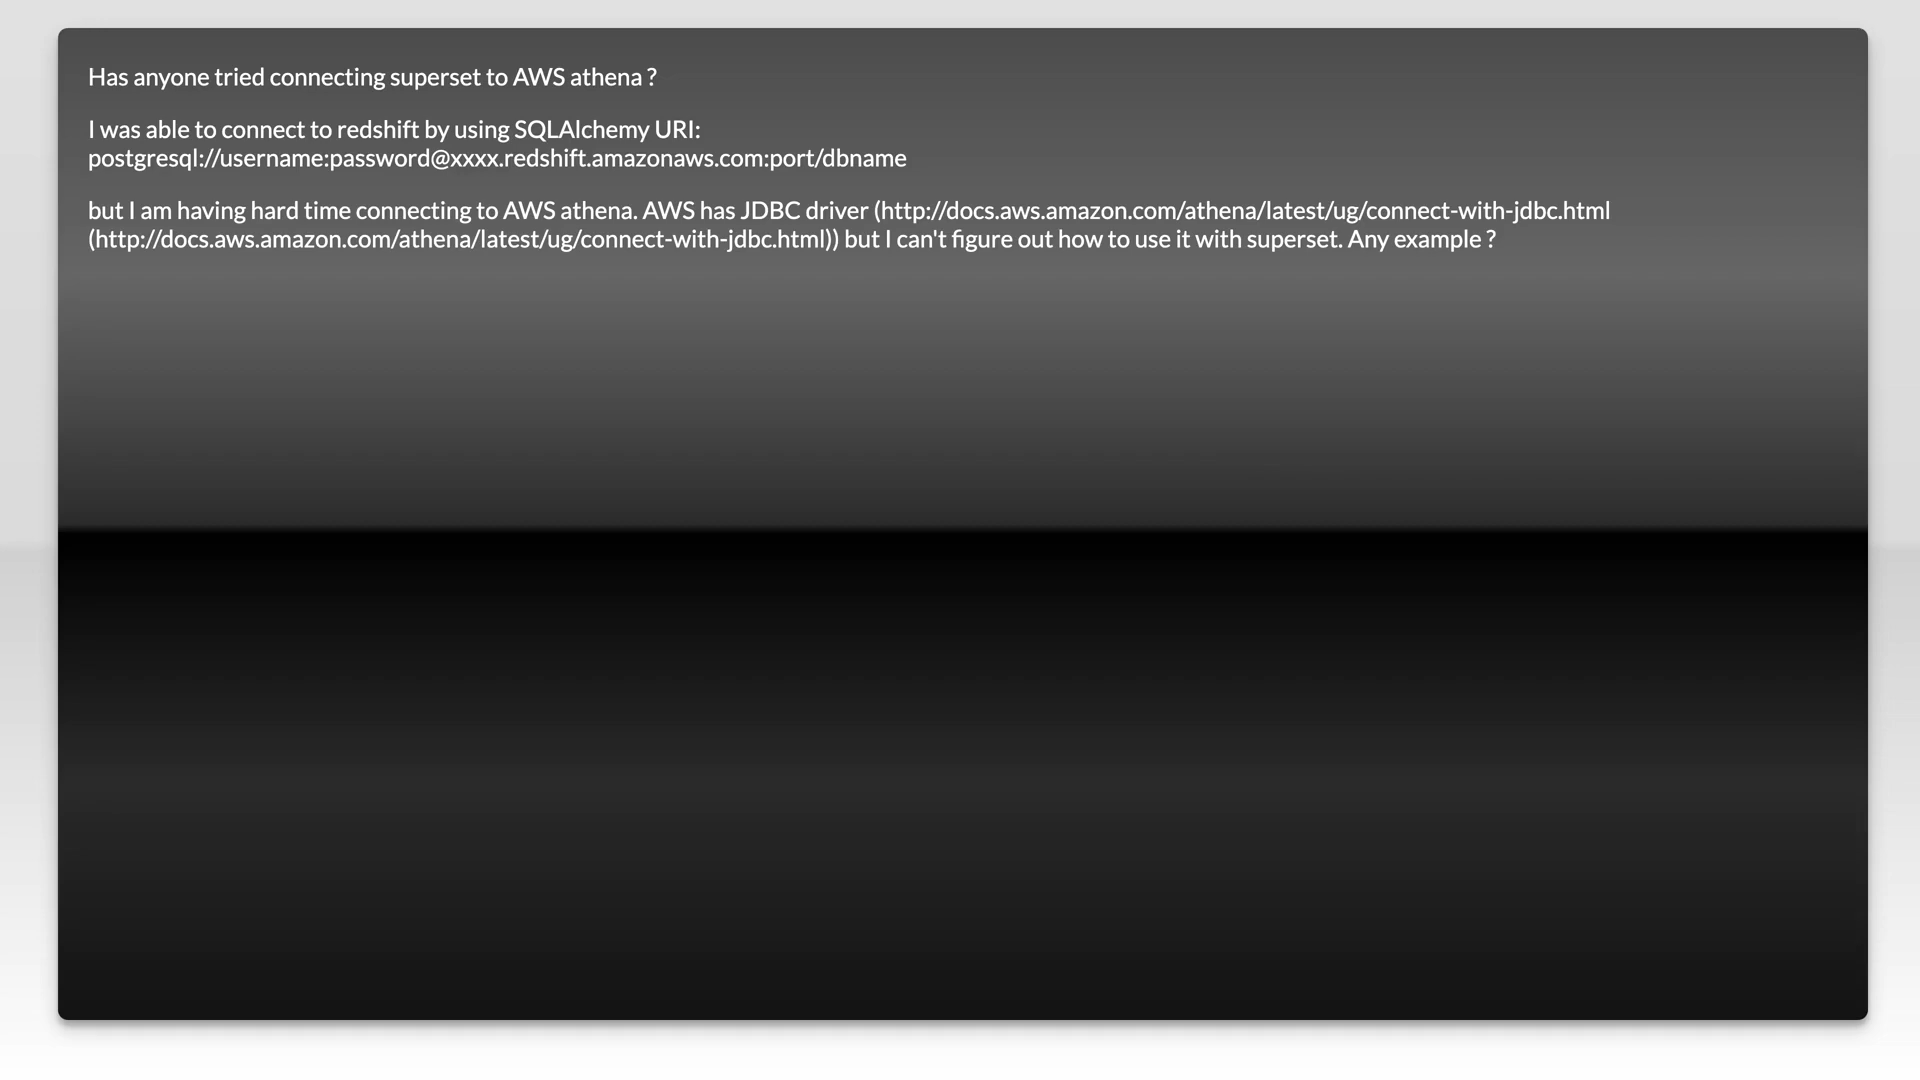 Has anyone tried connecting superset to AWS athena ?
I was able to connect to redshift by using SQLAlchemy URI:
postgresql://username:password@xxxx.redshift.amazonaws.com:port/dbname
but I am having hard time connecting to AWS athena. AWS has JDBC driver (http://docs.aws.amazon.com/athena/latest/ug/connect-with-jdbc.html
(http://docs.aws.amazon.com/athena/latest/ug/connect-with-jdbc.html)) but I can't figure out how to use it with superset. Any example ?